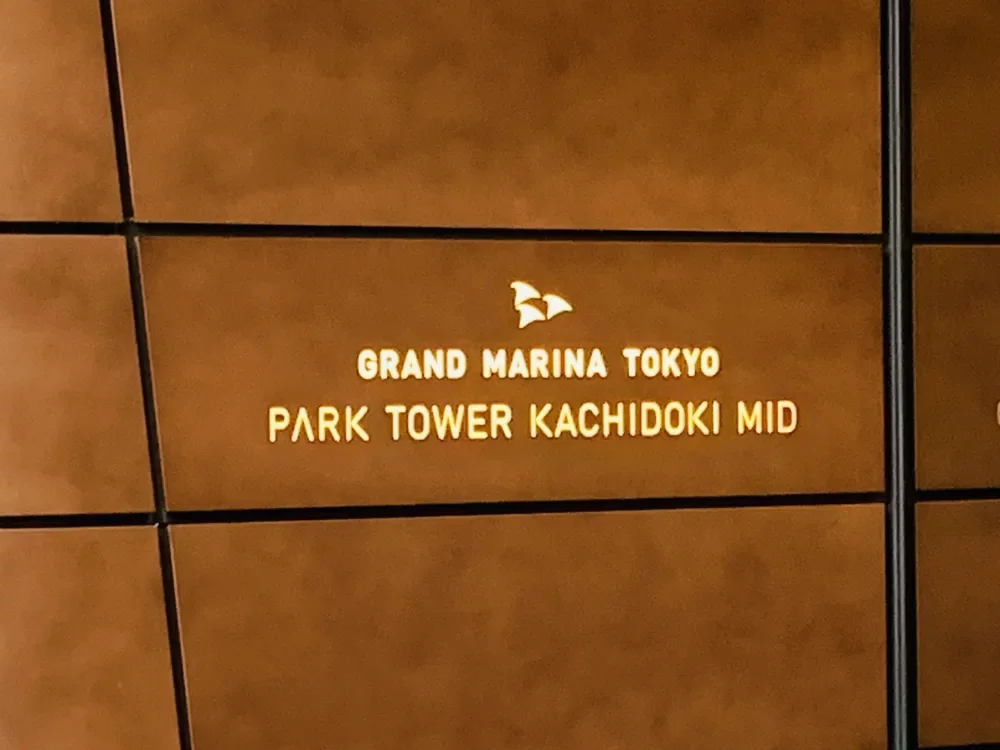 GRAND MARINA TOKYO
PARK TOWER KACHIDOKI MID